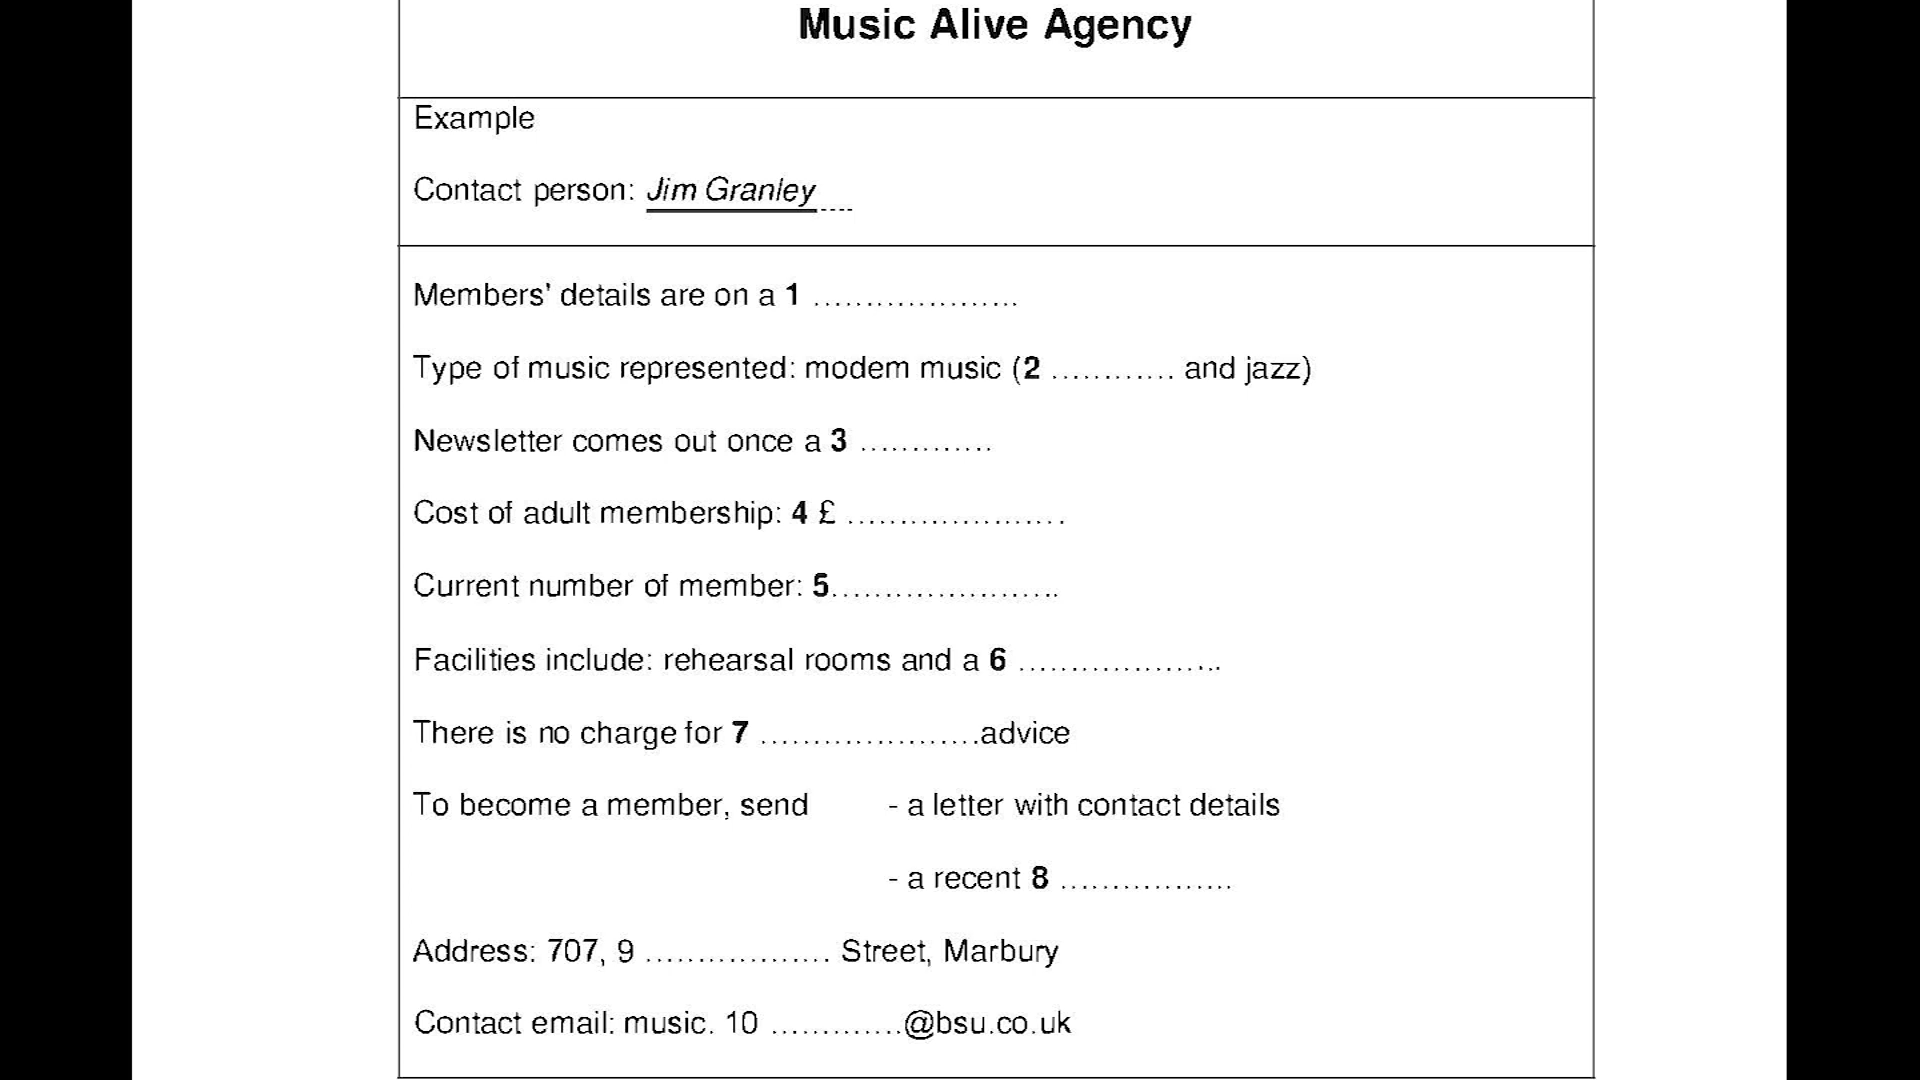 Music Alive Agency
Example
Contact person: Jim Granley ....
Members' details are on a 1 ....................
Type of music represented: modem music (2 ............ and jazz)
Newsletter comes out once a 3 .............
Cost of adult membership: 4 £ .....................
Current number of member: 5......................
Facilities include: rehearsal rooms and a 6 ....................
There is no charge for 7 .....................advice
To become a member, send - a letter with contact details
- a recent 8 .................
Address: 707, 9 .................. Street, Marbury
Contact email: music. 10 .............@bsu.co.uk